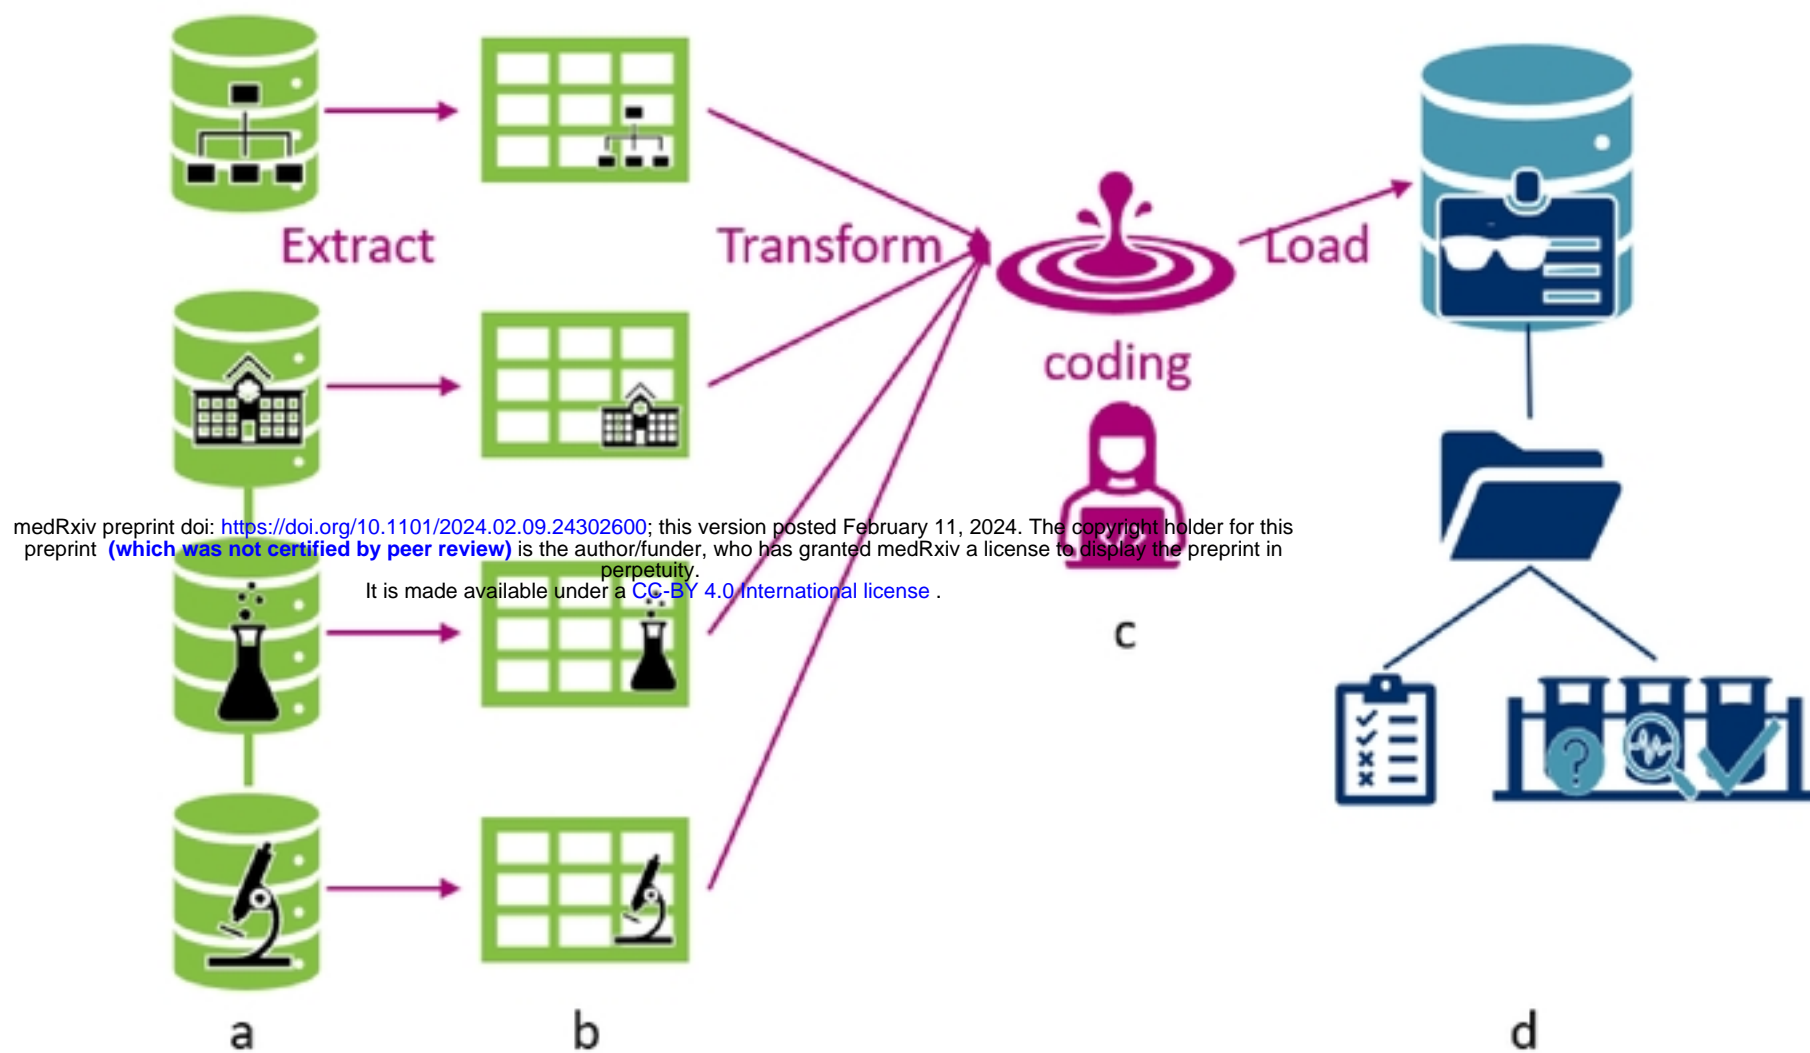 Extract
Transform
Load
coding
medRxiv preprint doi: https://doi.org/10.1101/2024.02.09.24302600; this version posted February 11, 2024. The copyright holder for this
preprint (which was not certified by peer review) is the author/funder, who has granted medRxiv a license to display the preprint in
perpetuity.
It is made available under a CC-BY 4.0 International license .
</>
?
c
a
b
d